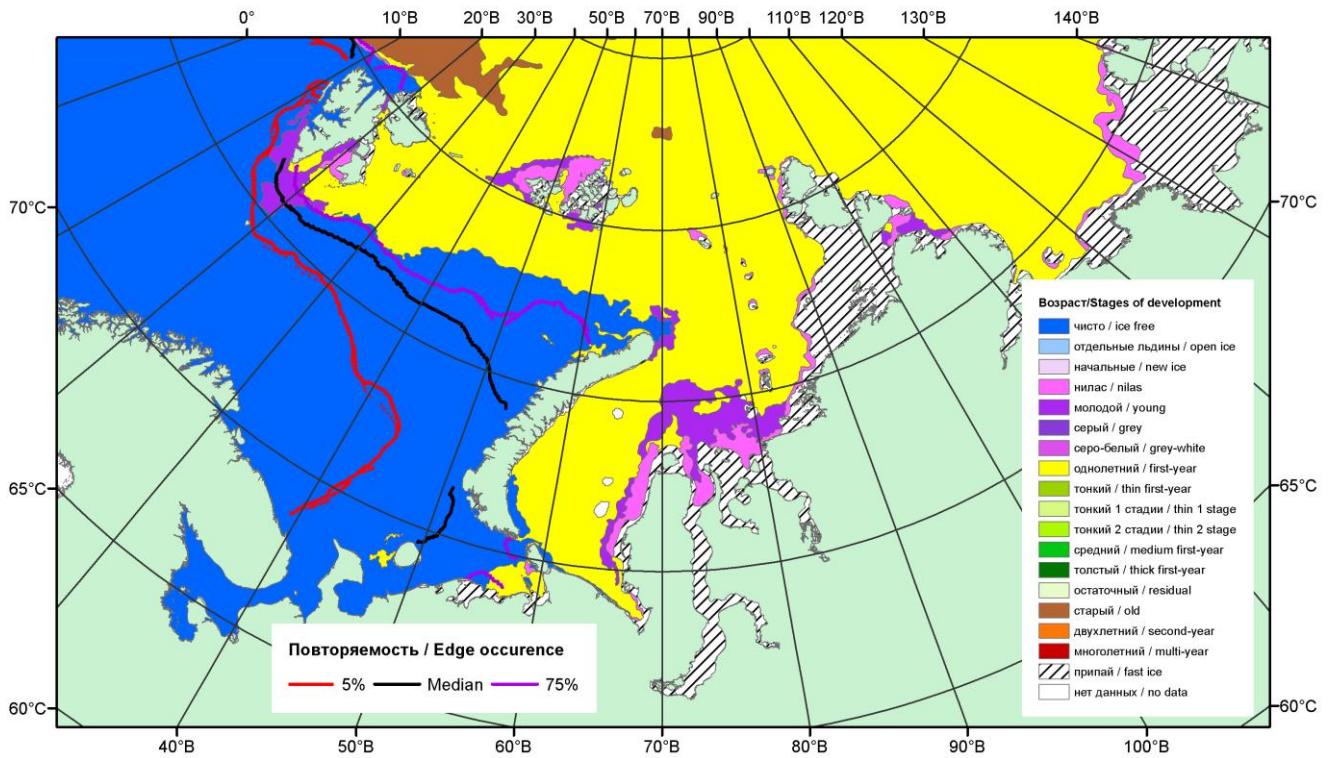 0° 10°В 20°В 30°В 50°В 70°В 90°В 110°В 120°В 130°В 140°В
70°С 70°С
Возраст/Stages of development
чисто / ice free
отдельные льдины / open ice
начальные / new ice
нилас / nilas
молодой / young
серый / grey
серо-белый / grey-white
однолетний / first-year
тонкий / thin first-year
тонкий 1 стадии / thin 1 stage
тонкий 2 стадии / thin 2 stage
средний / medium first-year
толстый / thick first-year
остаточный / residual
старый / old
двухлетний / second-year
многолетний / multi-year
припай / fast ice
нет данных / no data
65°С 65°С
Повторяемость / Edge occurence
5% Median 75%
60°С 60°С
40°В 50°В 60°В 70°В 80°В 90°В 100°В